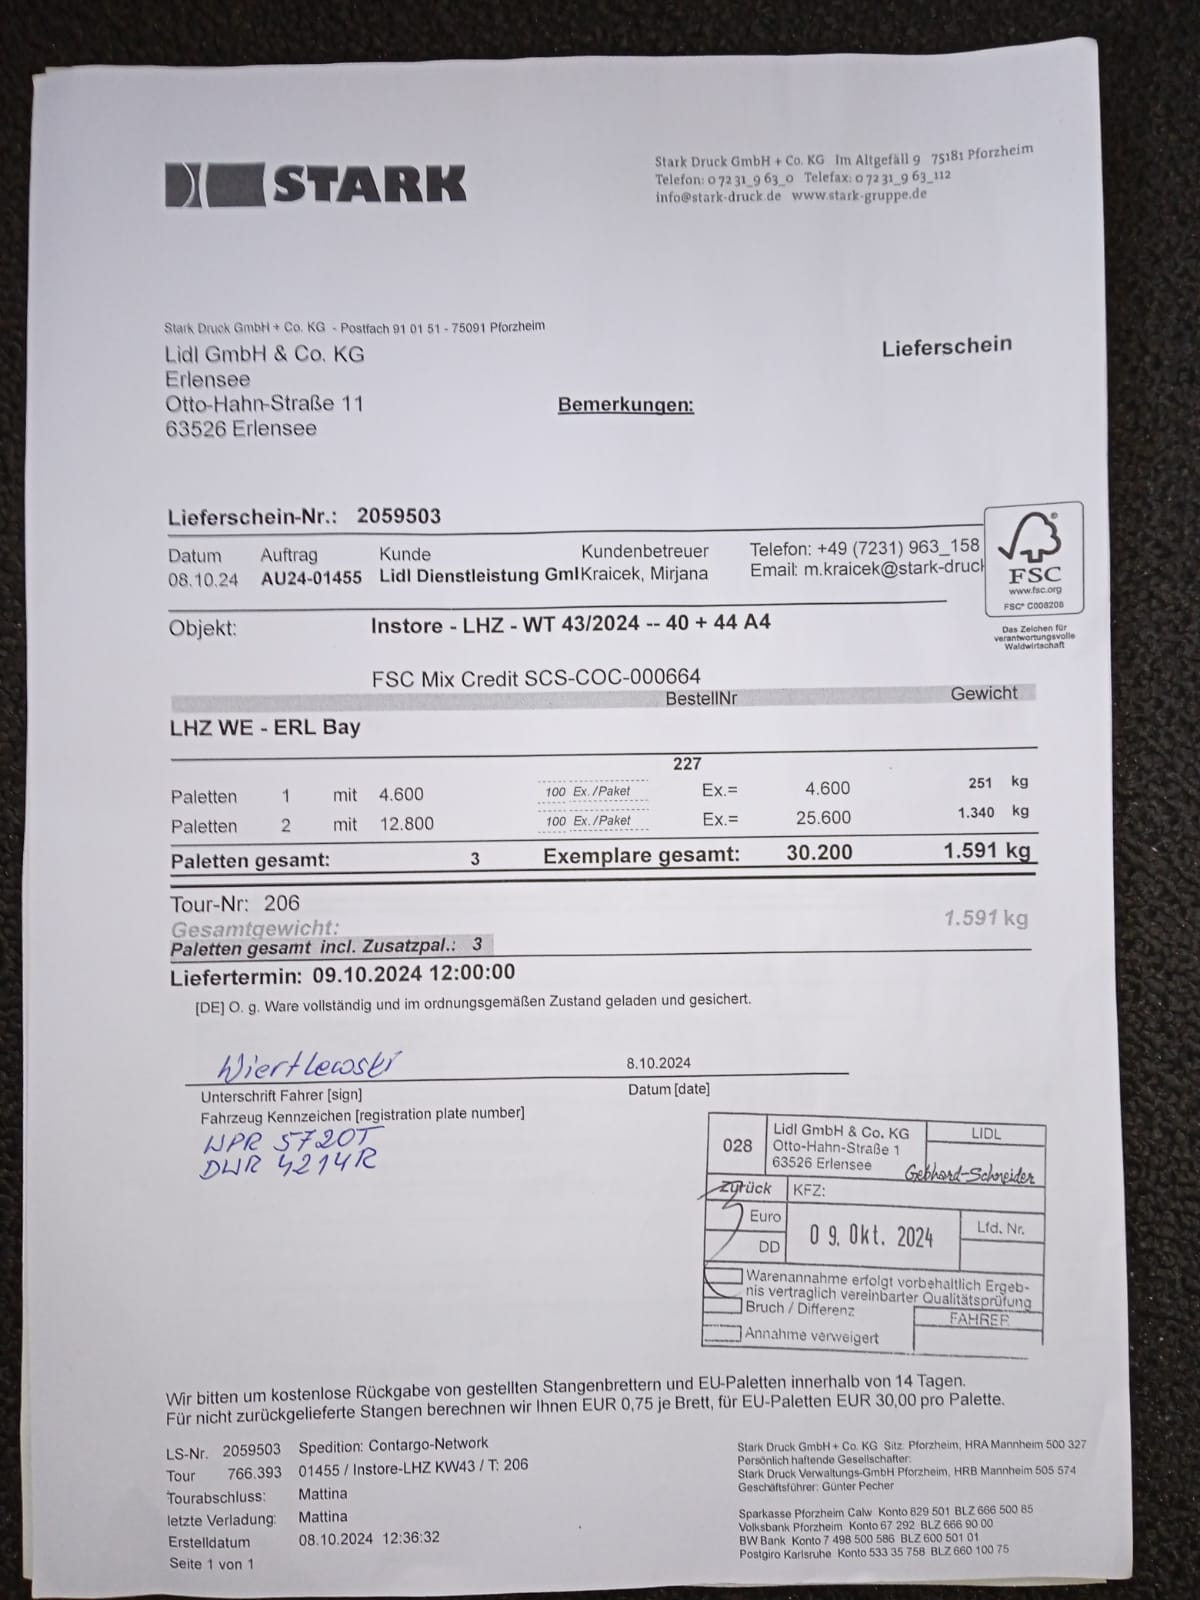 STARK
Stark Druck GmbH + Co. KG Im Altgefäll 9 75181 Pforzheim
Telefon: 0 72 31_9 63_0 Telefax: 0 72 31_9 63_112
info@stark-druck.de www.stark-gruppe.de
Stark Druck GmbH + Co. KG - Postfach 91 01 51 - 75091 Pforzheim
Lidl GmbH & Co. KG
Erlensee
Otto-Hahn-Straße 11
63526 Erlensee
Lieferschein
Bemerkungen:
Lieferschein-Nr.: 2059503
Datum Auftrag Kunde Kundenbetreuer Telefon: +49 (7231) 963_158
08.10.24 AU24-01455 Lidl Dienstleistung Gml Kraicek, Mirjana Email: m.kraicek@stark-druck
FSC
www.fsc.org
FSC® C008208
Das Zeichen für
verantwortungsvolle
Waldwirtschaft
Objekt: Instore - LHZ - WT 43/2024 -- 40 + 44 A4
FSC Mix Credit SCS-COC-000664
BestellNr Gewicht
LHZ WE - ERL Bay
227
Paletten 1 mit 4.600 100 Ex./Paket Ex.= 4.600 251 kg
Paletten 2 mit 12.800 100 Ex./Paket Ex.= 25.600 1.340 kg
Paletten gesamt: 3 Exemplare gesamt: 30.200 1.591 kg
Tour-Nr: 206
Gesamtgewicht: 1.591 kg
Paletten gesamt incl. Zusatzpal.: 3
Liefertermin: 09.10.2024 12:00:00
[DE] O. g. Ware vollständig und im ordnungsgemäßen Zustand geladen und gesichert.
Wiertlewski 8.10.2024
Unterschrift Fahrer [sign] Datum [date]
Fahrzeug Kennzeichen [registration plate number]
WPR 5720T
DWR 4214R
028
Lidl GmbH & Co. KG
Otto-Hahn-Straße 1
63526 Erlensee
LIDL
Gebhard-Schneider
Zurück KFZ:
Euro
DD
09. Okt. 2024
Lfd. Nr.
Warenannahme erfolgt vorbehaltlich Ergeb-
nis vertraglich vereinbarter Qualitätsprüfung
Bruch / Differenz
FAHRER
Annahme verweigert
Wir bitten um kostenlose Rückgabe von gestellten Stangenbrettern und EU-Paletten innerhalb von 14 Tagen.
Für nicht zurückgelieferte Stangen berechnen wir Ihnen EUR 0,75 je Brett, für EU-Paletten EUR 30,00 pro Palette.
LS-Nr. 2059503 Spedition: Contargo-Network
Tour 766.393 01455 / Instore-LHZ KW43 / T: 206
Tourabschluss: Mattina
letzte Verladung: Mattina
Erstelldatum 08.10.2024 12:36:32
Seite 1 von 1
Stark Druck GmbH + Co. KG Sitz: Pforzheim, HRA Mannheim 500 327
Persönlich haftende Gesellschafter:
Stark Druck Verwaltungs-GmbH Pforzheim, HRB Mannheim 505 574
Geschäftsführer: Günter Pecher
Sparkasse Pforzheim Calw Konto 829 501 BLZ 666 500 85
Volksbank Pforzheim Konto 67 292 BLZ 666 90 00
BW Bank Konto 7 498 500 586 BLZ 600 501 01
Postgiro Karlsruhe Konto 533 35 758 BLZ 660 100 75